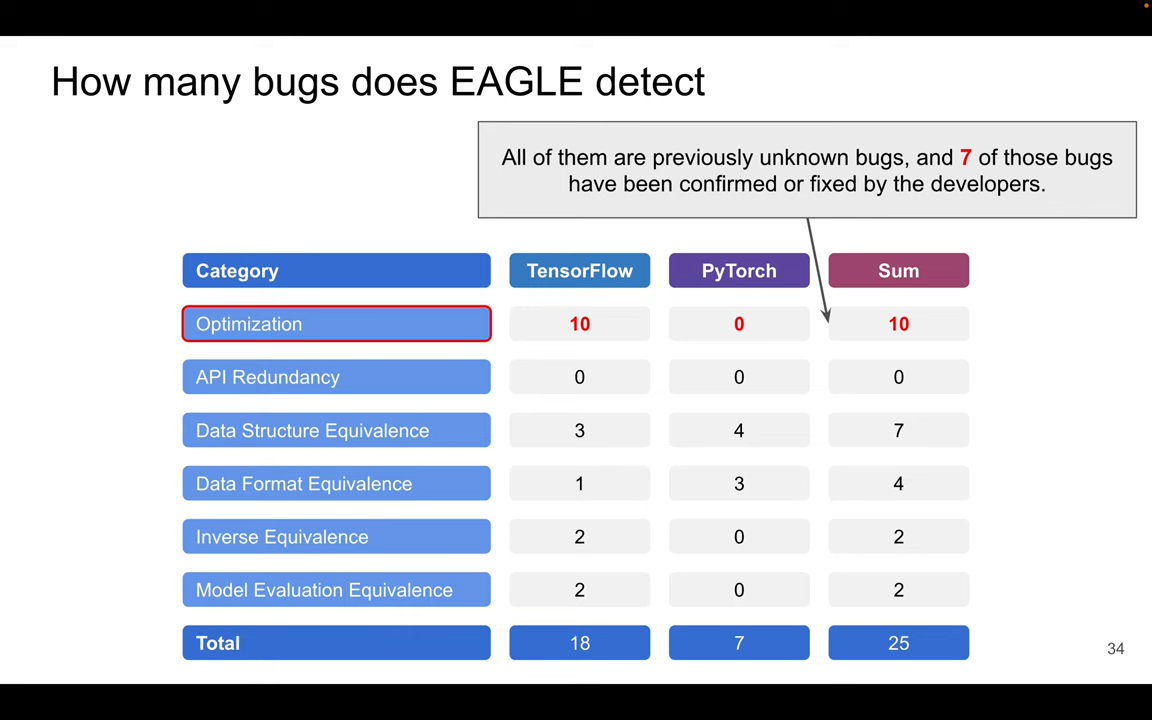 How many bugs does EAGLE detect
All of them are previously unknown bugs, and 7 of those bugs
have been confirmed or fixed by the developers.
Category TensorFlow PyTorch Sum
Optimization 10 0 10
API Redundancy 0 0 0
Data Structure Equivalence 3 4 7
Data Format Equivalence 1 3 4
Inverse Equivalence 2 0 2
Model Evaluation Equivalence 2 0 2
Total 18 7 25
34